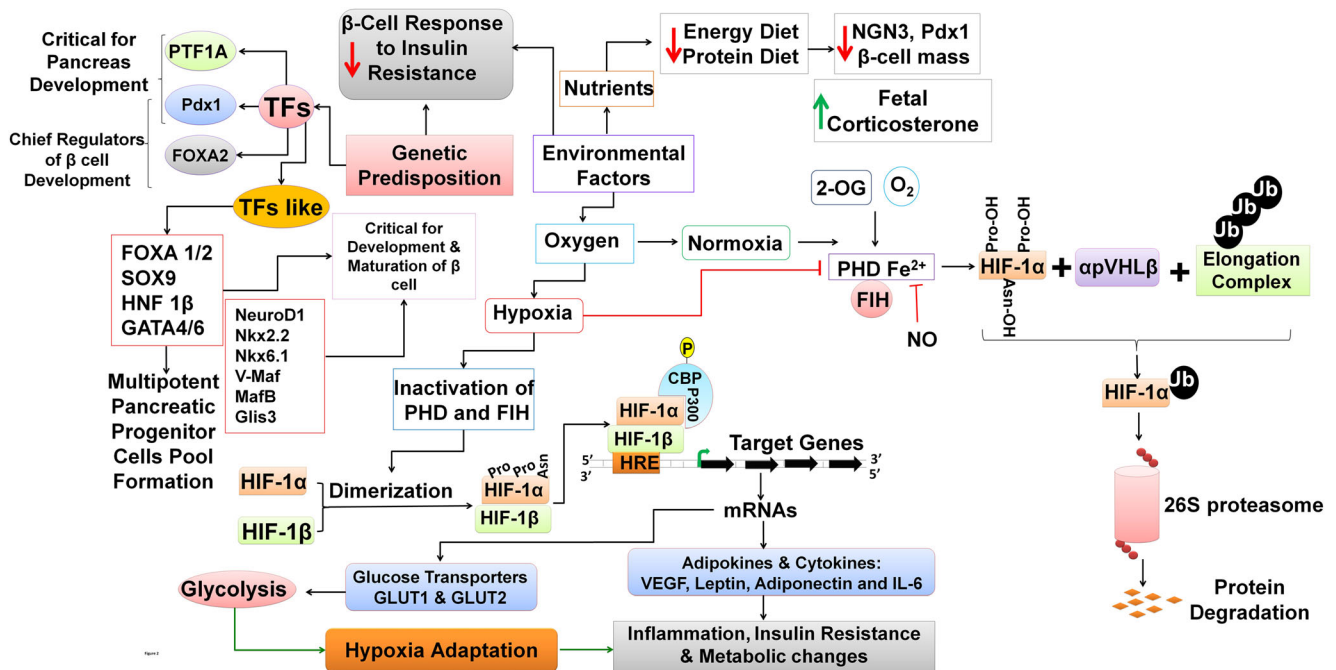 Critical for
Pancreas
Development
PTF1A
Pdx1
TFs
FOXA2
Chief Regulators
of β cell
Development
TFs like
β-Cell Response
to Insulin
Resistance
Genetic
Predisposition
Nutrients
Environmental
Factors
Energy Diet
Protein Diet
NGN3, Pdx1
β-cell mass
Fetal
Corticosterone
FOXA 1/2
SOX9
HNF 1β
GATA4/6
Critical for
Development &
Maturation of β
cell
NeuroD1
Nkx2.2
Nkx6.1
V-Maf
MafB
Glis3
Multipotent
Pancreatic
Progenitor
Cells Pool
Formation
Oxygen
Normoxia
Hypoxia
2-OG
O2
PHD Fe2+
FIH
NO
Pro-OH
Pro-OH
HIF-1α
Asn-OH
+
αpVHLβ
+
Ub
Ub
Ub
Elongation
Complex
HIF-1α
Ub
26S proteasome
Protein
Degradation
Inactivation of
PHD and FIH
HIF-1α
HIF-1β
Dimerization
Pro
Pro
Asn
HIF-1α
HIF-1β
P
CBP
P300
HIF-1α
HIF-1β
HRE
5′
3′
Target Genes
3′
5′
mRNAs
Glucose Transporters
GLUT1 & GLUT2
Glycolysis
Adipokines & Cytokines:
VEGF, Leptin, Adiponectin and IL-6
Hypoxia Adaptation
Inflammation, Insulin Resistance
& Metabolic changes
Figure 2